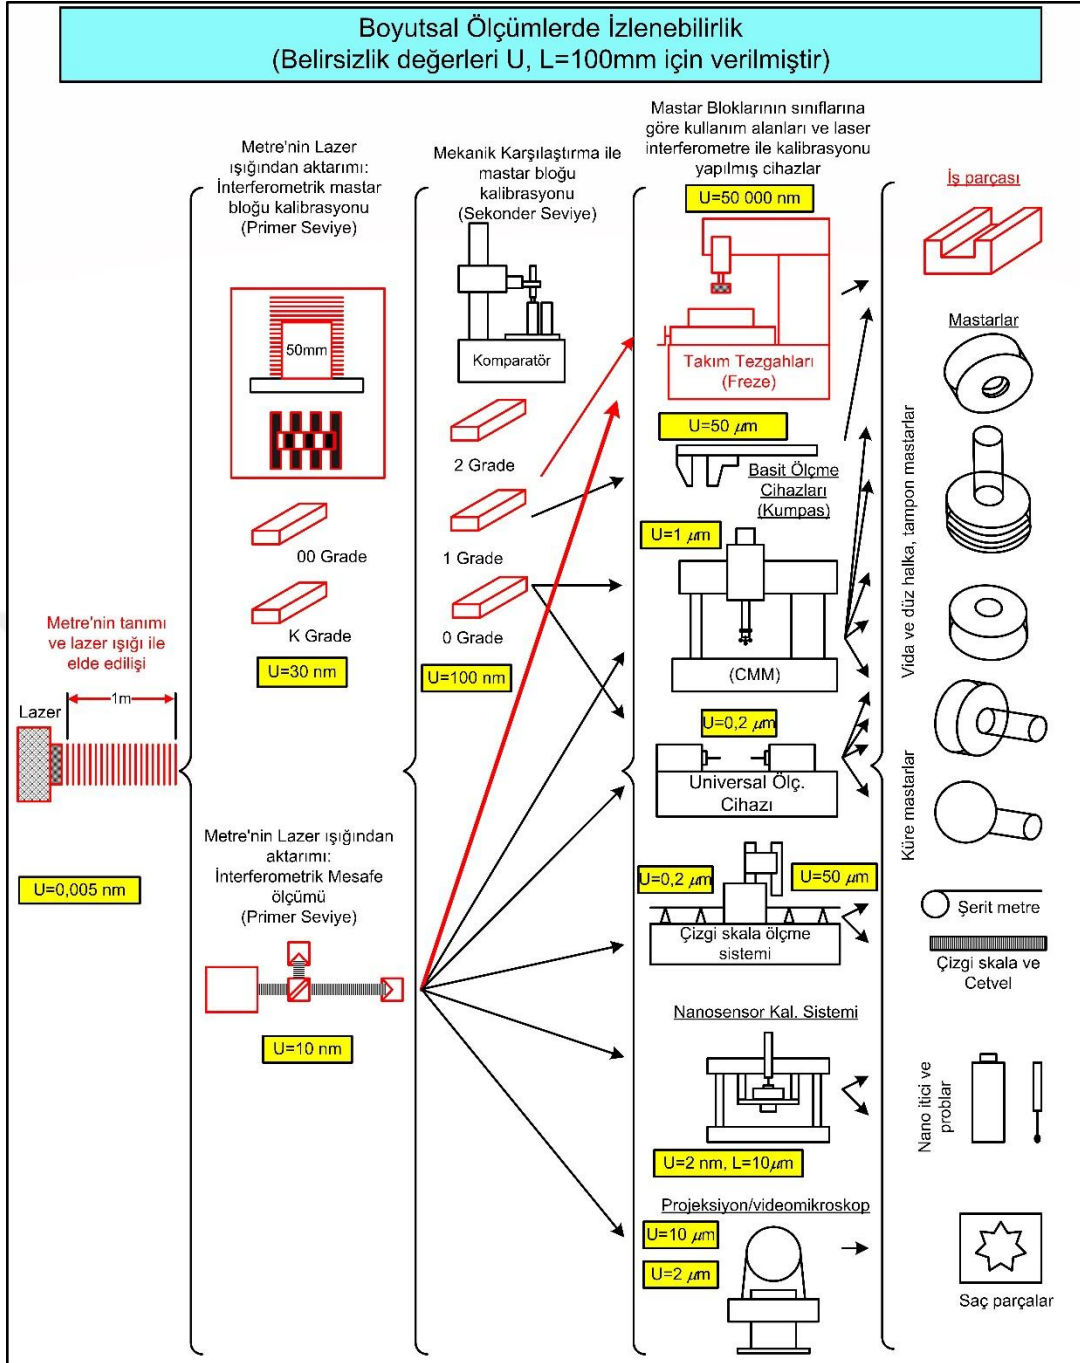 Boyutsal Ölçümlerde İzlenebilirlik
(Belirsizlik değerleri U, L=100mm için verilmiştir)
Metre'nin tanımı
ve lazer ışığı ile
elde edilişi
1m
Lazer
U=0,005 nm
Metre'nin Lazer
ışığından aktarımı:
İnterferometrik mastar
bloğu kalibrasyonu
(Primer Seviye)
50mm
00 Grade
K Grade
U=30 nm
Metre'nin Lazer ışığından
aktarımı:
İnterferometrik Mesafe
ölçümü
(Primer Seviye)
U=10 nm
Mekanik Karşılaştırma ile
mastar bloğu
kalibrasyonu
(Sekonder Seviye)
Komparatör
2 Grade
1 Grade
0 Grade
U=100 nm
Mastar Bloklarının sınıflarına
göre kullanım alanları ve laser
interferometre ile kalibrasyonu
yapılmış cihazlar
U=50 000 nm
Takım Tezgahları
(Freze)
U=50 µm
Basit Ölçme
Cihazları
(Kumpas)
U=1 µm
(CMM)
U=0,2 µm
Universal Ölç.
Cihazı
U=0,2 µm
U=50 µm
Çizgi skala ölçme
sistemi
Nanosensor Kal. Sistemi
U=2 nm, L=10µm
Projeksiyon/videomikroskop
U=10 µm
U=2 µm
İş parçası
Mastarlar
Vida ve düz halka, tampon mastarlar
Küre mastarlar
Şerit metre
Çizgi skala ve
Cetvel
Nano itici ve
problar
Saç parçalar